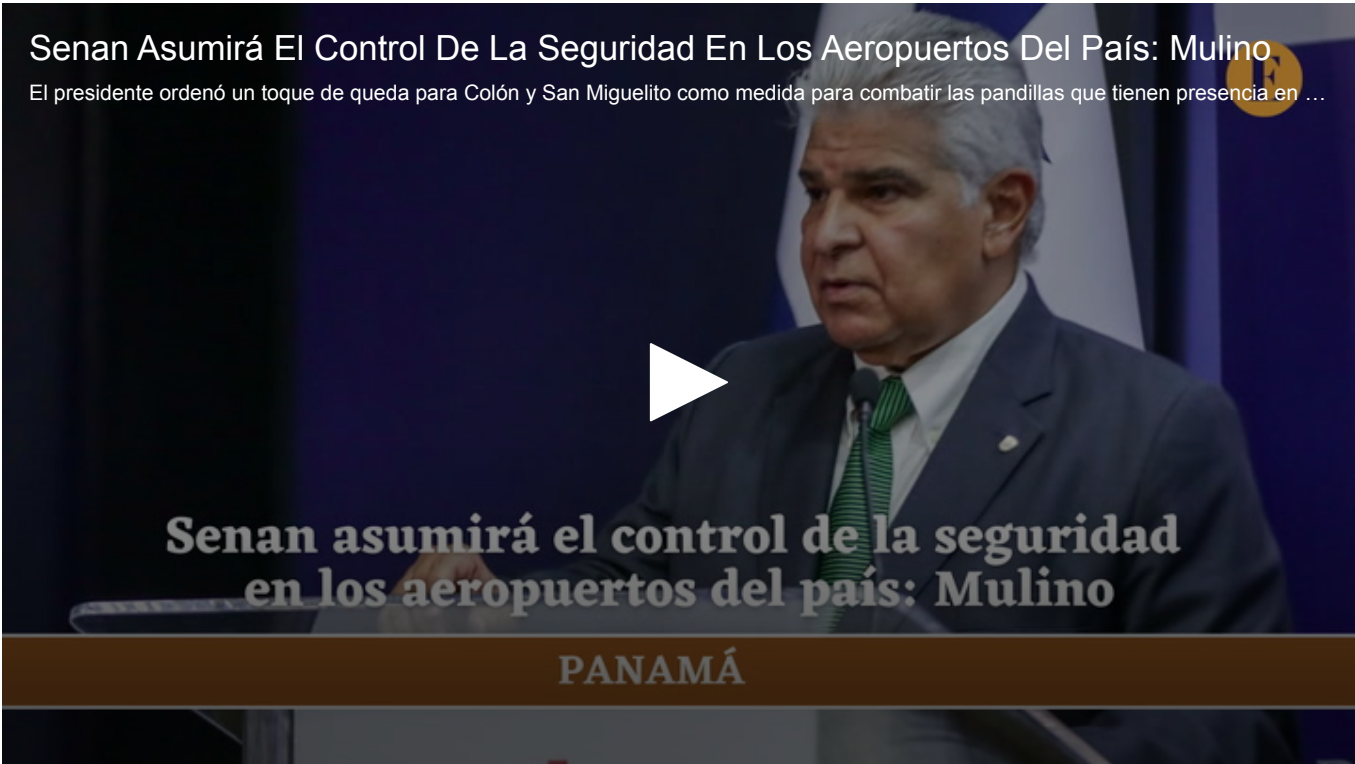 Senan Asumirá El Control De La Seguridad En Los Aeropuertos Del País: Mulino
El presidente ordenó un toque de queda para Colón y San Miguelito como medida para combatir las pandillas que tienen presencia en …
E
Senan asumirá el control de la seguridad
en los aeropuertos del país: Mulino
PANAMÁ